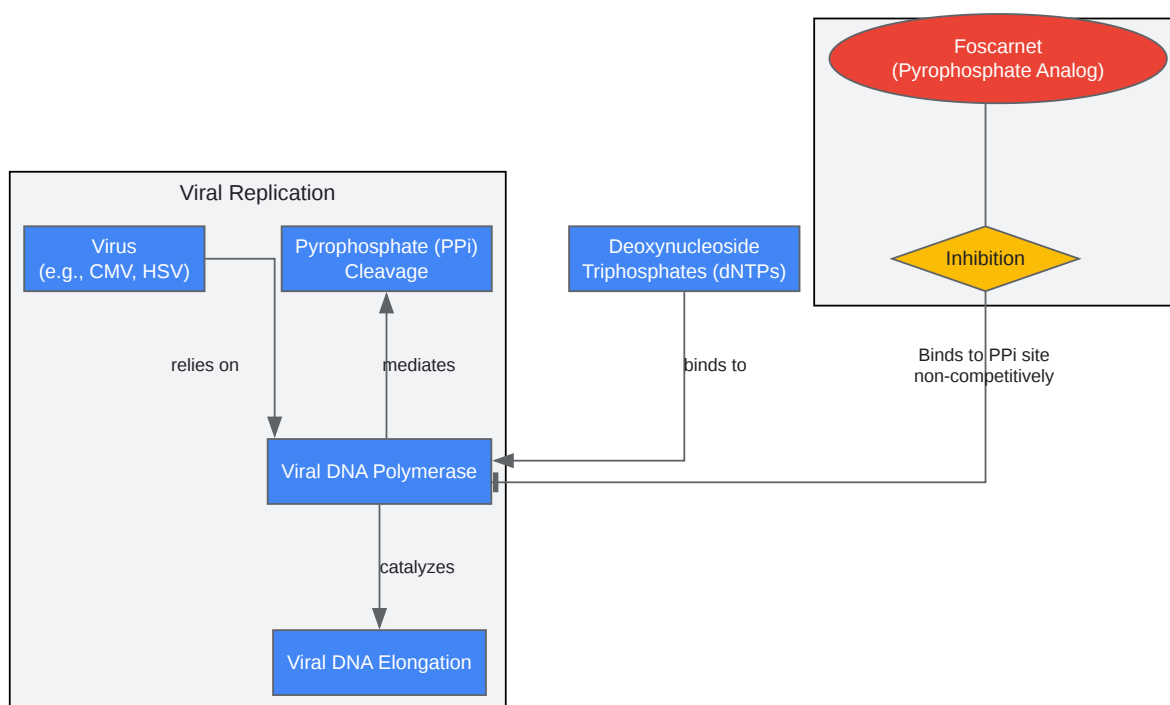 Foscarnet
(Pyrophosphate Analog)
Viral Replication
Virus
(e.g., CMV, HSV)
Pyrophosphate (PPi)
Cleavage
Deoxynucleoside
Triphosphates (dNTPs)
Inhibition
relies on
mediates
binds to
Binds to PPi site
non-competitively
Viral DNA Polymerase
catalyzes
Viral DNA Elongation